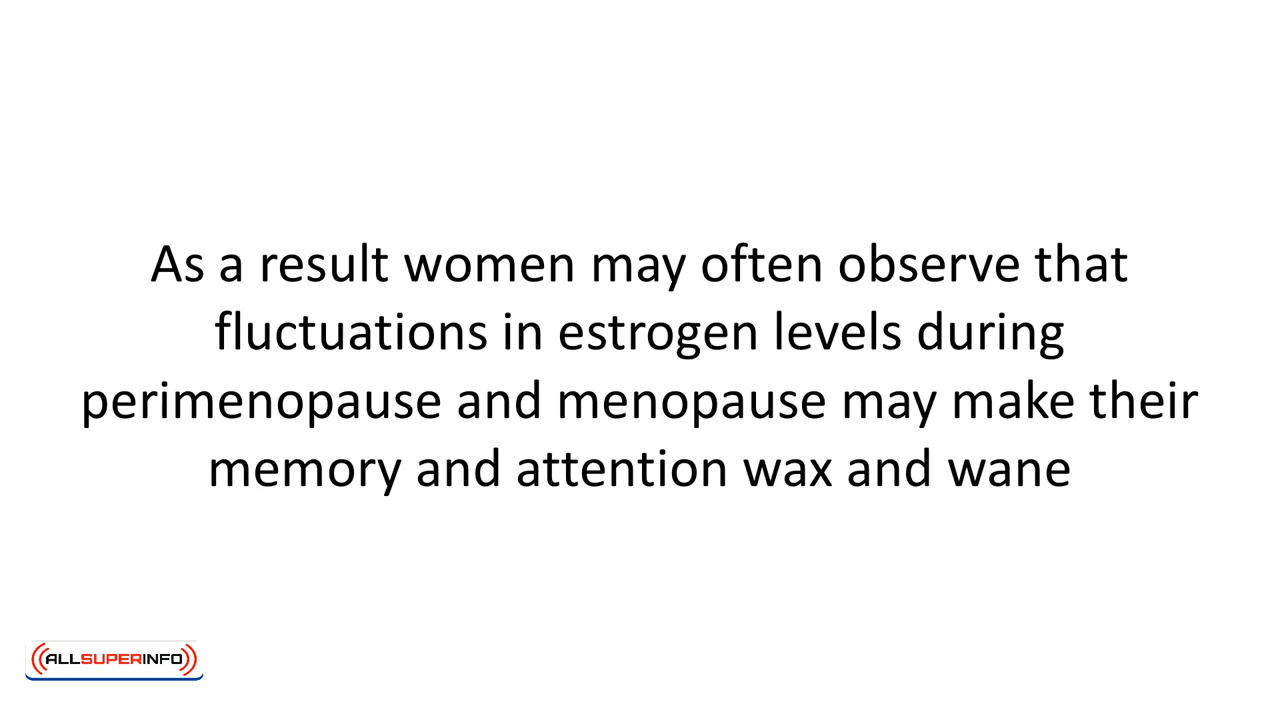 As a result women may often observe that
fluctuations in estrogen levels during
perimenopause and menopause may make their
memory and attention wax and wane
ALLSUPERINFO